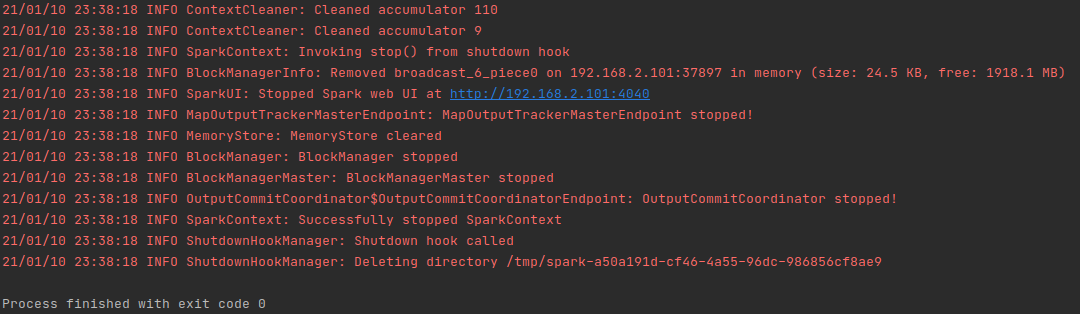 21/01/10 23:38:18 INFO ContextCleaner: Cleaned accumulator 110
21/01/10 23:38:18 INFO ContextCleaner: Cleaned accumulator 9
21/01/10 23:38:18 INFO SparkContext: Invoking stop() from shutdown hook
21/01/10 23:38:18 INFO BlockManagerInfo: Removed broadcast_6_piece0 on 192.168.2.101:37897 in memory (size: 24.5 KB, free: 1918.1 MB)
21/01/10 23:38:18 INFO SparkUI: Stopped Spark web UI at http://192.168.2.101:4040
21/01/10 23:38:18 INFO MapOutputTrackerMasterEndpoint: MapOutputTrackerMasterEndpoint stopped!
21/01/10 23:38:18 INFO MemoryStore: MemoryStore cleared
21/01/10 23:38:18 INFO BlockManager: BlockManager stopped
21/01/10 23:38:18 INFO BlockManagerMaster: BlockManagerMaster stopped
21/01/10 23:38:18 INFO OutputCommitCoordinator$OutputCommitCoordinatorEndpoint: OutputCommitCoordinator stopped!
21/01/10 23:38:18 INFO SparkContext: Successfully stopped SparkContext
21/01/10 23:38:18 INFO ShutdownHookManager: Shutdown hook called
21/01/10 23:38:18 INFO ShutdownHookManager: Deleting directory /tmp/spark-a50a191d-cf46-4a55-96dc-986856cf8ae9
Process finished with exit code 0